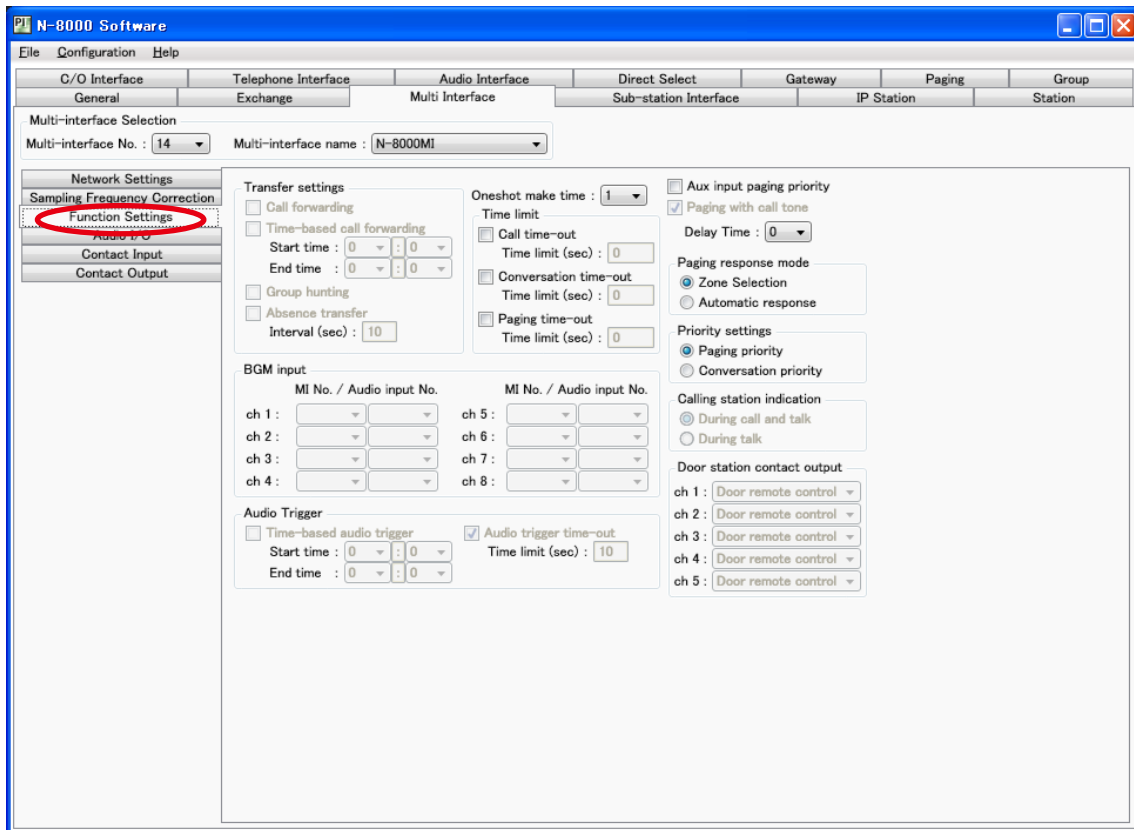 N-8000 Software
File Configuration Help
C/O Interface Telephone Interface Audio Interface Direct Select Gateway Paging Group
General Exchange Multi Interface Sub-station Interface IP Station Station
Multi-interface Selection
Multi-interface No. : 14 Multi-interface name : N-8000MI
Network Settings
Sampling Frequency Correction
Function Settings
Audio I/O
Contact Input
Contact Output
Transfer settings
Call forwarding
Time-based call forwarding
Start time : 0 : 0
End time : 0 : 0
Group hunting
Absence transfer
Interval (sec) : 10
Oneshot make time : 1
Time limit
Call time-out
Time limit (sec) : 0
Conversation time-out
Time limit (sec) : 0
Paging time-out
Time limit (sec) : 0
BGM input
MI No. / Audio input No. MI No. / Audio input No.
ch 1 : ch 5 :
ch 2 : ch 6 :
ch 3 : ch 7 :
ch 4 : ch 8 :
Audio Trigger
Time-based audio trigger Audio trigger time-out
Start time : 0 : 0 Time limit (sec) : 10
End time : 0 : 0
Aux input paging priority
Paging with call tone
Delay Time : 0
Paging response mode
Zone Selection
Automatic response
Priority settings
Paging priority
Conversation priority
Calling station indication
During call and talk
During talk
Door station contact output
ch 1 : Door remote control
ch 2 : Door remote control
ch 3 : Door remote control
ch 4 : Door remote control
ch 5 : Door remote control